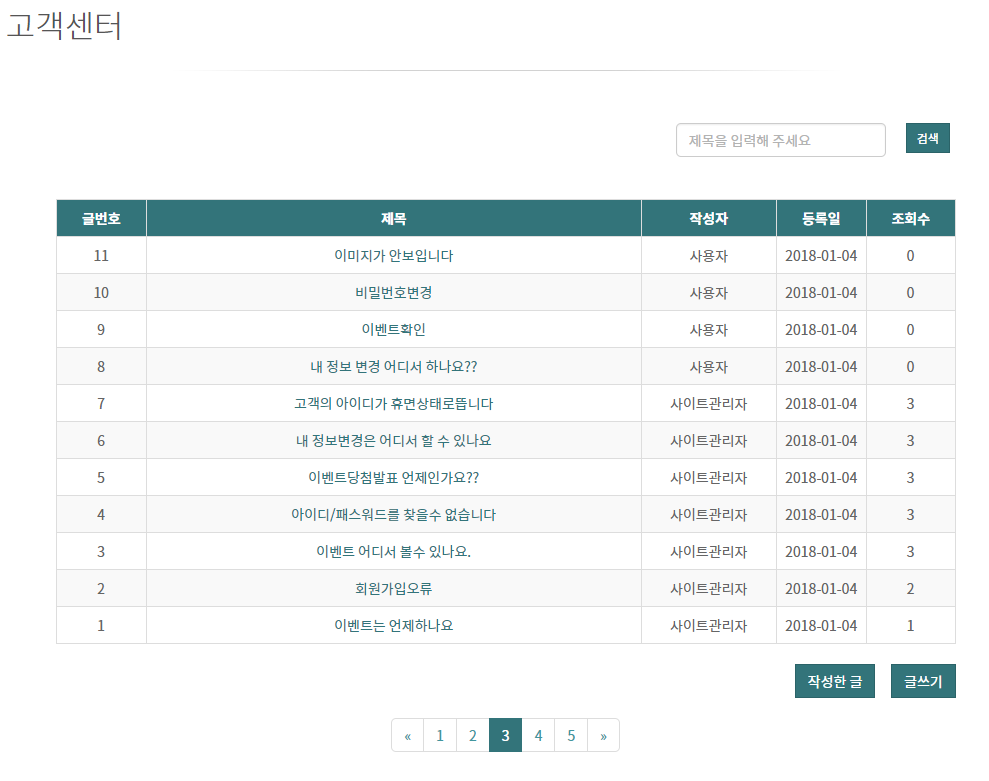 고객센터
제목을 입력해 주세요 검색
글번호 제목 작성자 등록일 조회수
11 이미지가 안보입니다 사용자 2018-01-04 0
10 비밀번호변경 사용자 2018-01-04 0
9 이벤트확인 사용자 2018-01-04 0
8 내 정보 변경 어디서 하나요?? 사용자 2018-01-04 0
7 고객의 아이디가 휴면상태로뜹니다 사이트관리자 2018-01-04 3
6 내 정보변경은 어디서 할 수 있나요 사이트관리자 2018-01-04 3
5 이벤트당첨발표 언제인가요?? 사이트관리자 2018-01-04 3
4 아이디/패스워드를 찾을수 없습니다 사이트관리자 2018-01-04 3
3 이벤트 어디서 볼수 있나요. 사이트관리자 2018-01-04 3
2 회원가입오류 사이트관리자 2018-01-04 2
1 이벤트는 언제하나요 사이트관리자 2018-01-04 1
작성한 글 글쓰기
« 1 2 3 4 5 »